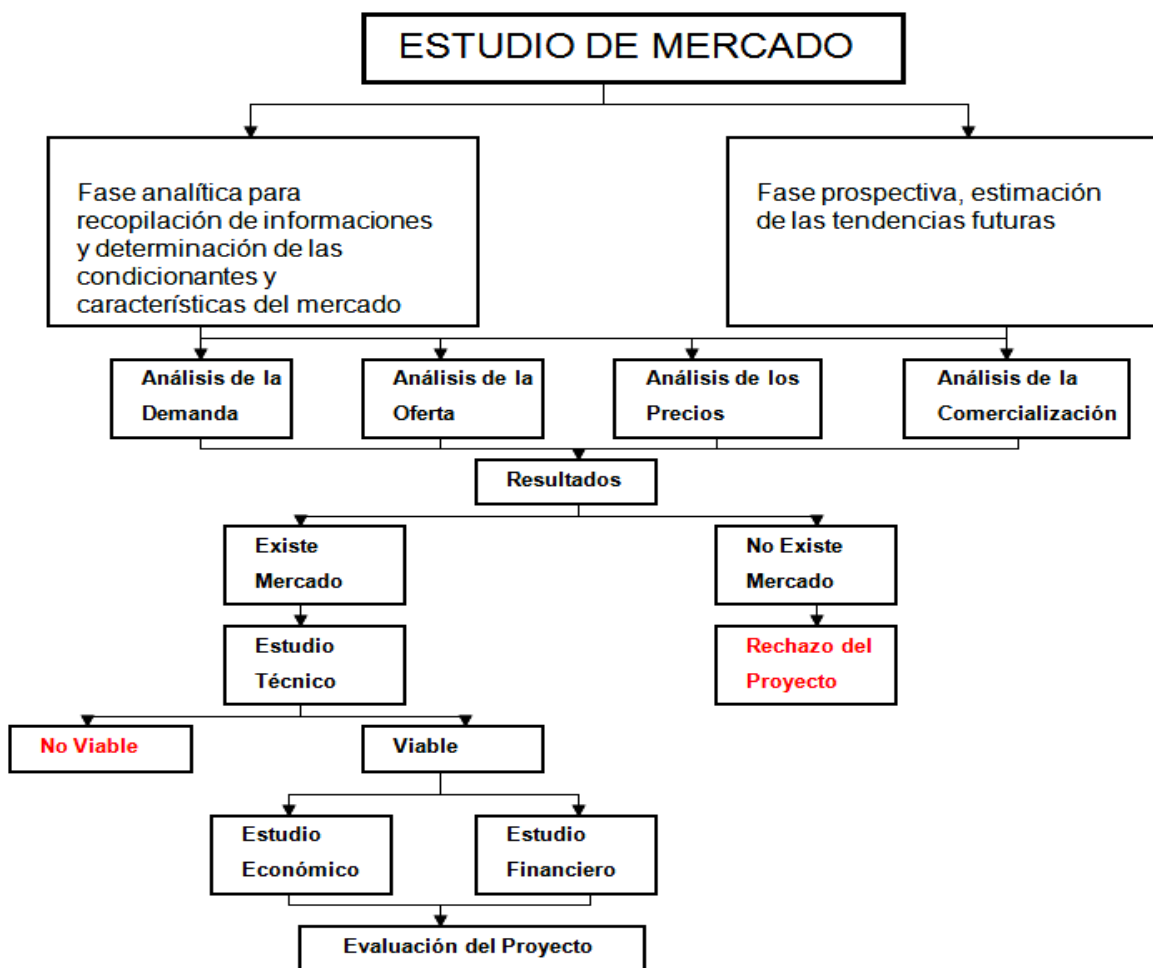 ESTUDIO DE MERCADO
Fase analítica para
recopilación de informaciones
y determinación de las
condicionantes y
características del mercado
Fase prospectiva, estimación
de las tendencias futuras
Análisis de la
Demanda
Análisis de la
Oferta
Análisis de los
Precios
Análisis de la
Comercialización
Resultados
Existe
Mercado
No Existe
Mercado
Estudio
Técnico
Rechazo del
Proyecto
No Viable
Viable
Estudio
Económico
Estudio
Financiero
Evaluación del Proyecto